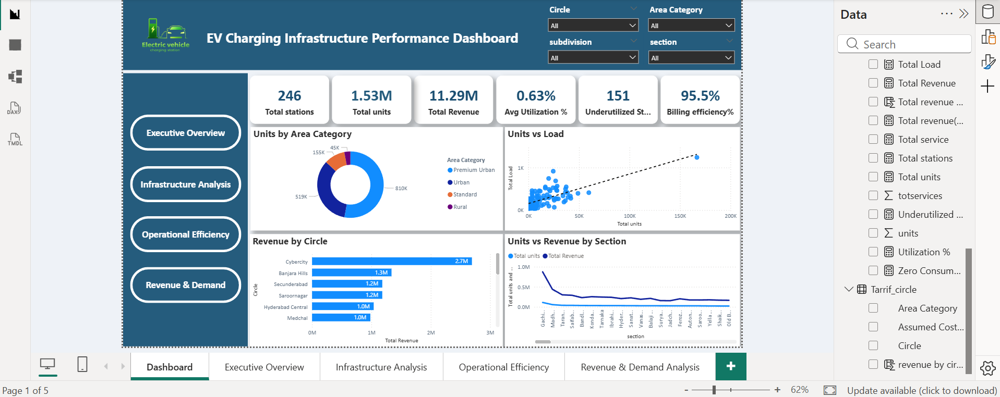 Electric vehicle
charging station
EV Charging Infrastructure Performance Dashboard
Circle
All
Area Category
All
subdivision
All
section
All
Executive Overview
Infrastructure Analysis
Operational Efficiency
Revenue & Demand
246
Total stations
1.53M
Total units
11.29M
Total Revenue
0.63%
Avg Utilization %
151
Underutilized St...
95.5%
Billing efficiency%
Units by Area Category
45K
155K
519K
810K
Area Category
Premium Urban
Urban
Standard
Rural
Units vs Load
Total Load
1K
0K
0K 50K 100K 150K 200K
Total units
Revenue by Circle
Circle
Cybercity 2.7M
Banjara Hills 1.3M
Secunderabad 1.2M
Saroornagar 1.2M
Hyderabad Central 1.0M
Medchal 1.0M
0M 1M 2M 3M
Total Revenue
Units vs Revenue by Section
Total units Total Revenue
Total units and ...
1.0M
0.5M
0.0M
Gachi...
Madh...
Taran...
Saifab...
Bandl...
Konda...
Tarnaka
Ibrahi...
Hyder...
Sanat...
Vanas...
Balaji ...
Surya...
Jadch...
Feroz...
Auton...
Saroo...
Yella ...
Shaik...
Old B...
section
Data
Search
Total Load
Total Revenue
Total revenue ...
Total revenue(...
Total service
Total stations
Total units
totservices
Underutilized ...
units
Utilization %
Zero Consum...
Tarrif_circle
Area Category
Assumed Cost...
Circle
revenue by cir...
DAX
TMDL
Dashboard
Executive Overview
Infrastructure Analysis
Operational Efficiency
Revenue & Demand Analysis
+
Page 1 of 5
- + 62%
Update available (click to download)